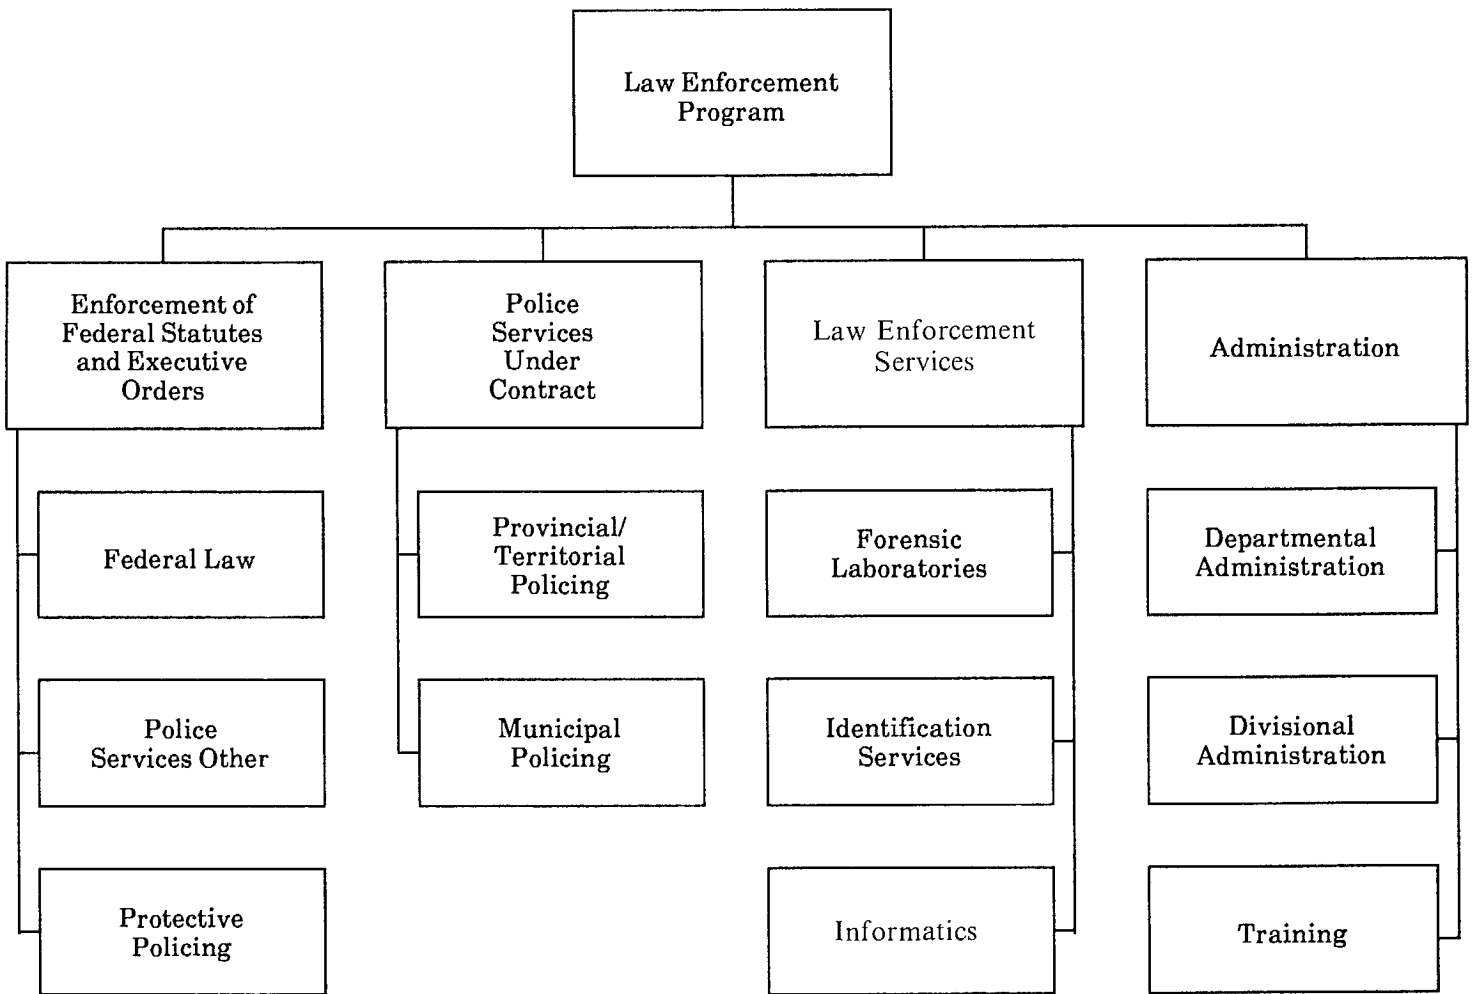 Law Enforcement
Program
Enforcement of
Federal Statutes
and Executive
Orders
Police
Services
Under
Contract
Law Enforcement
Services
Administration
Federal Law
Provincial/
Territorial
Policing
Forensic
Laboratories
Departmental
Administration
Police
Services Other
Municipal
Policing
Identification
Services
Divisional
Administration
Protective
Policing
Informatics
Training